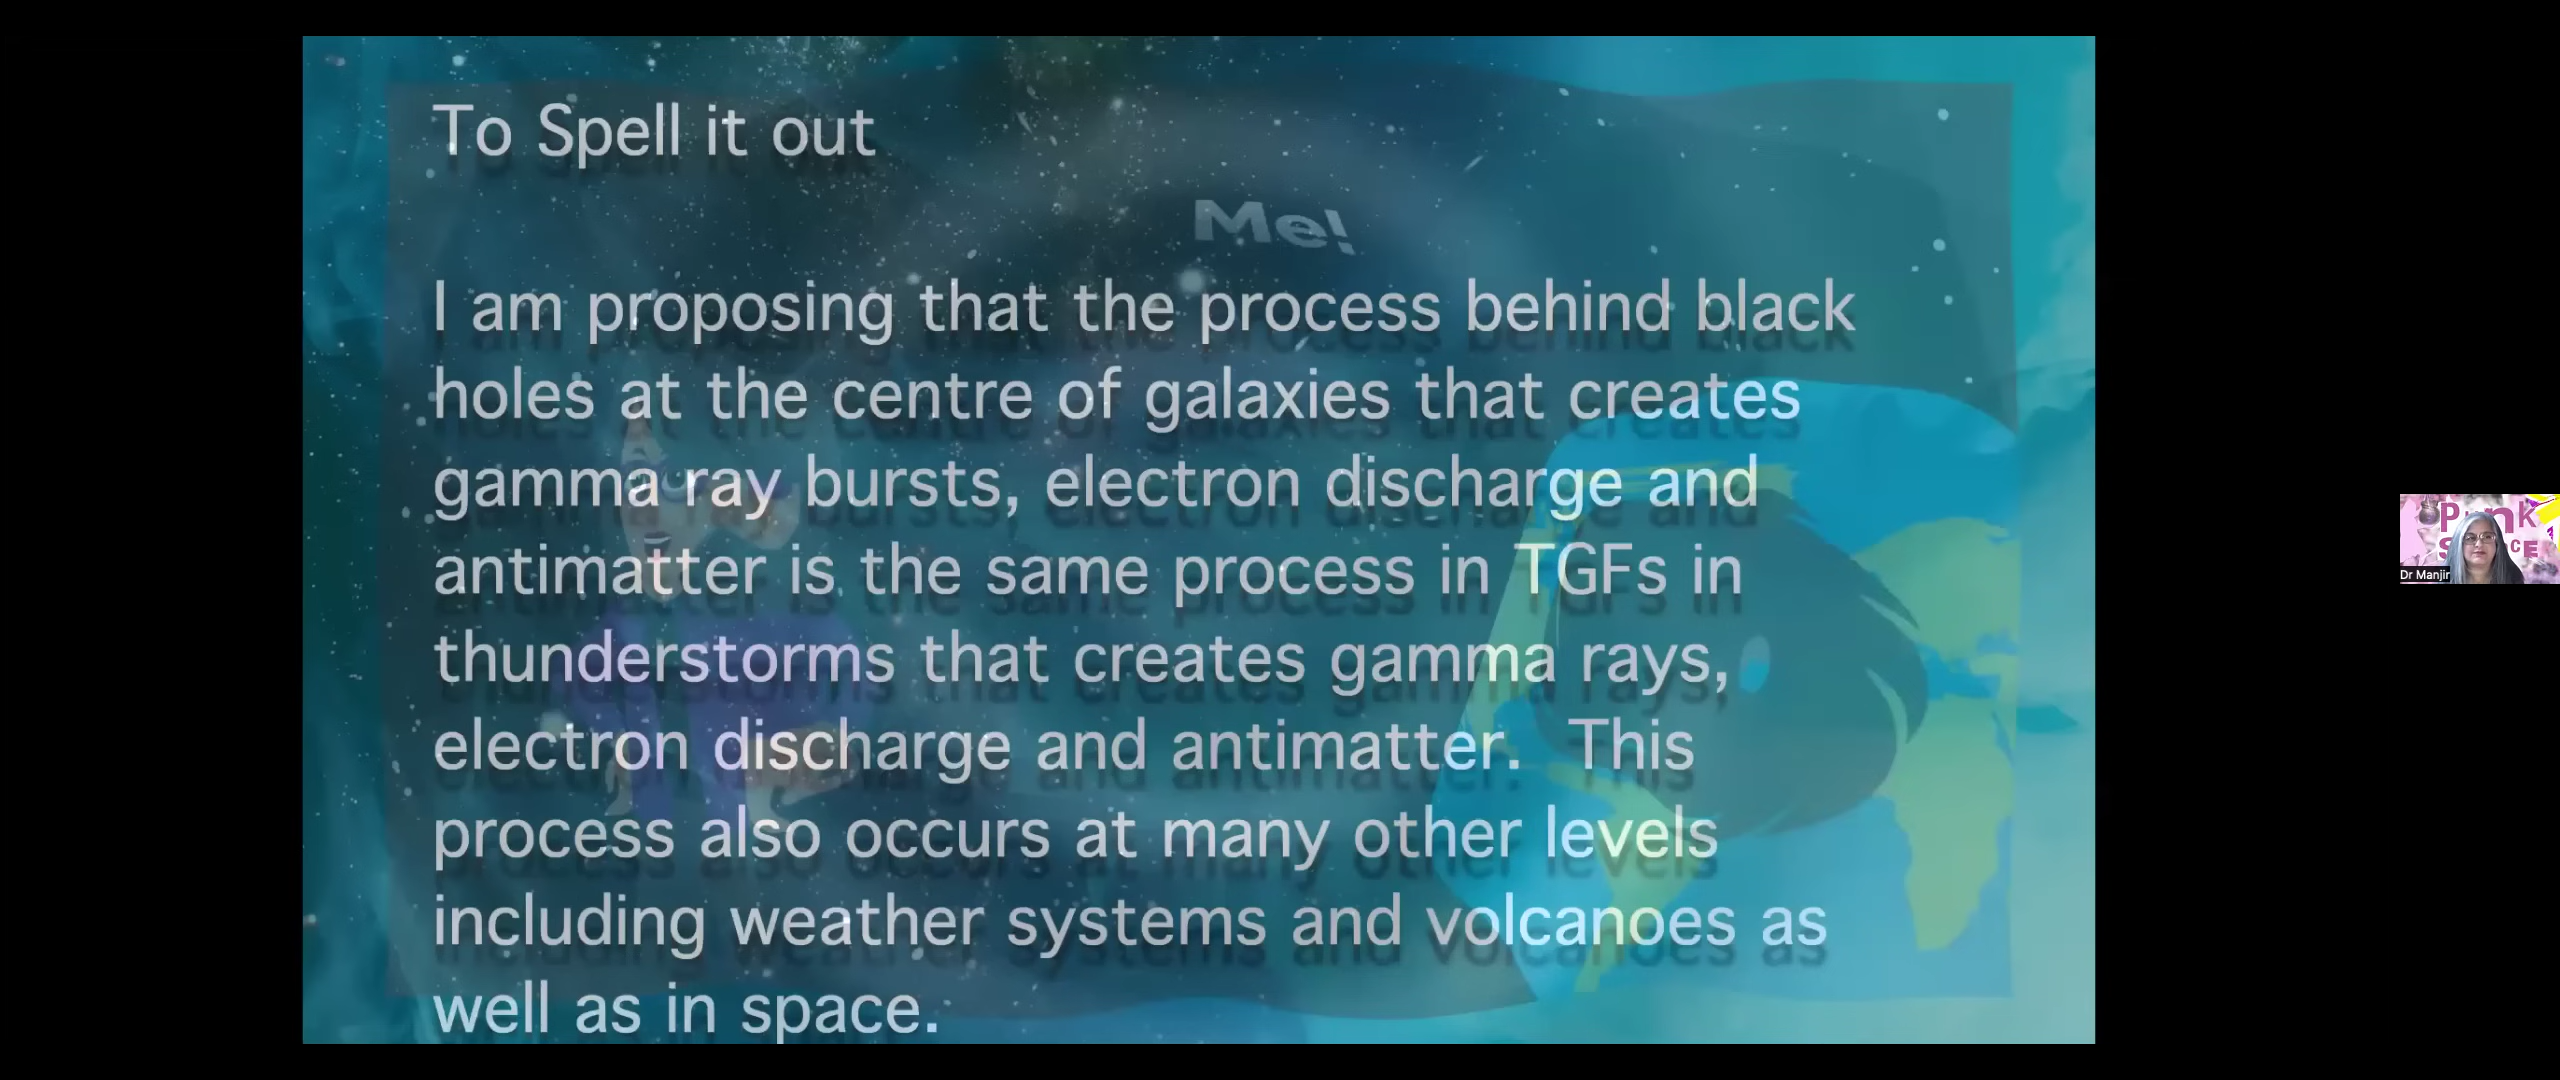 To Spell it out
Me!
I am proposing that the process behind black
holes at the centre of galaxies that creates
gamma ray bursts, electron discharge and
antimatter is the same process in TGFs in
thunderstorms that creates gamma rays,
electron discharge and antimatter.  This
process also occurs at many other levels
including weather systems and volcanoes as
well as in space.
Dr Manjir